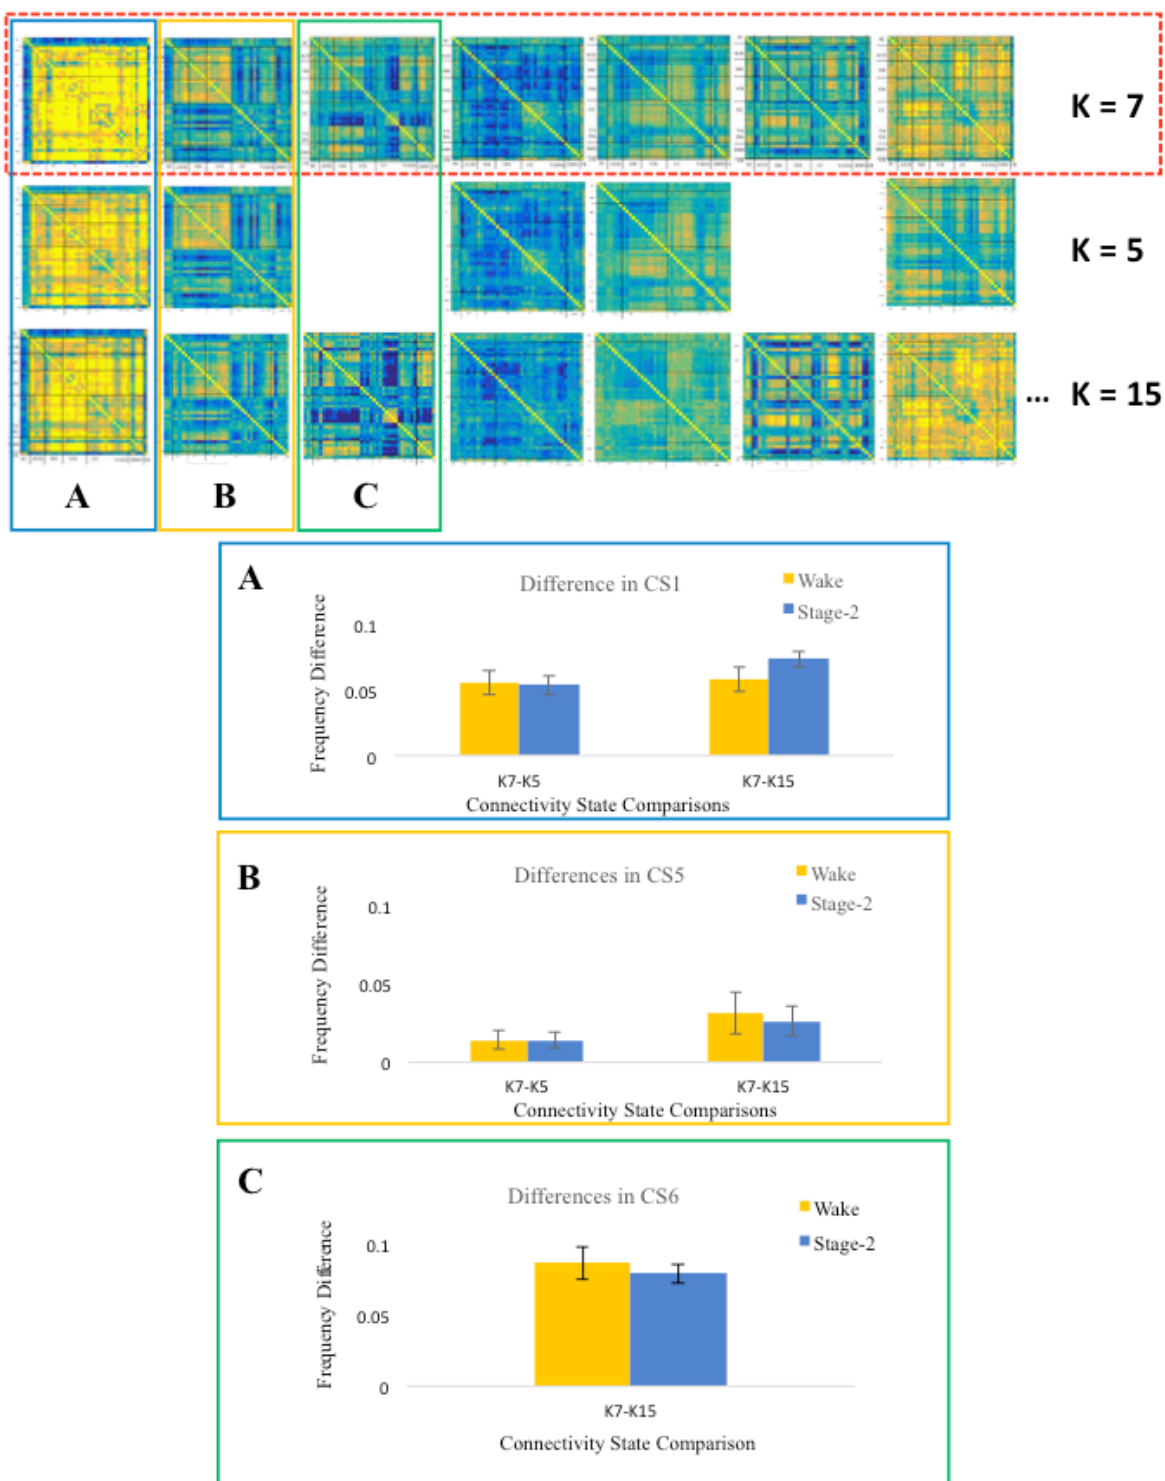 K = 7
K = 5
... K = 15
A B C
A
Difference in CS1
Wake
Stage-2
Frequency Difference
0.1
0.05
0
K7-K5 K7-K15
Connectivity State Comparisons
B
Differences in CS5
Wake
Stage-2
Frequency Difference
0.1
0.05
0
K7-K5 K7-K15
Connectivity State Comparisons
C
Differences in CS6
Wake
Stage-2
Frequency Difference
0.1
0.05
0
K7-K15
Connectivity State Comparison